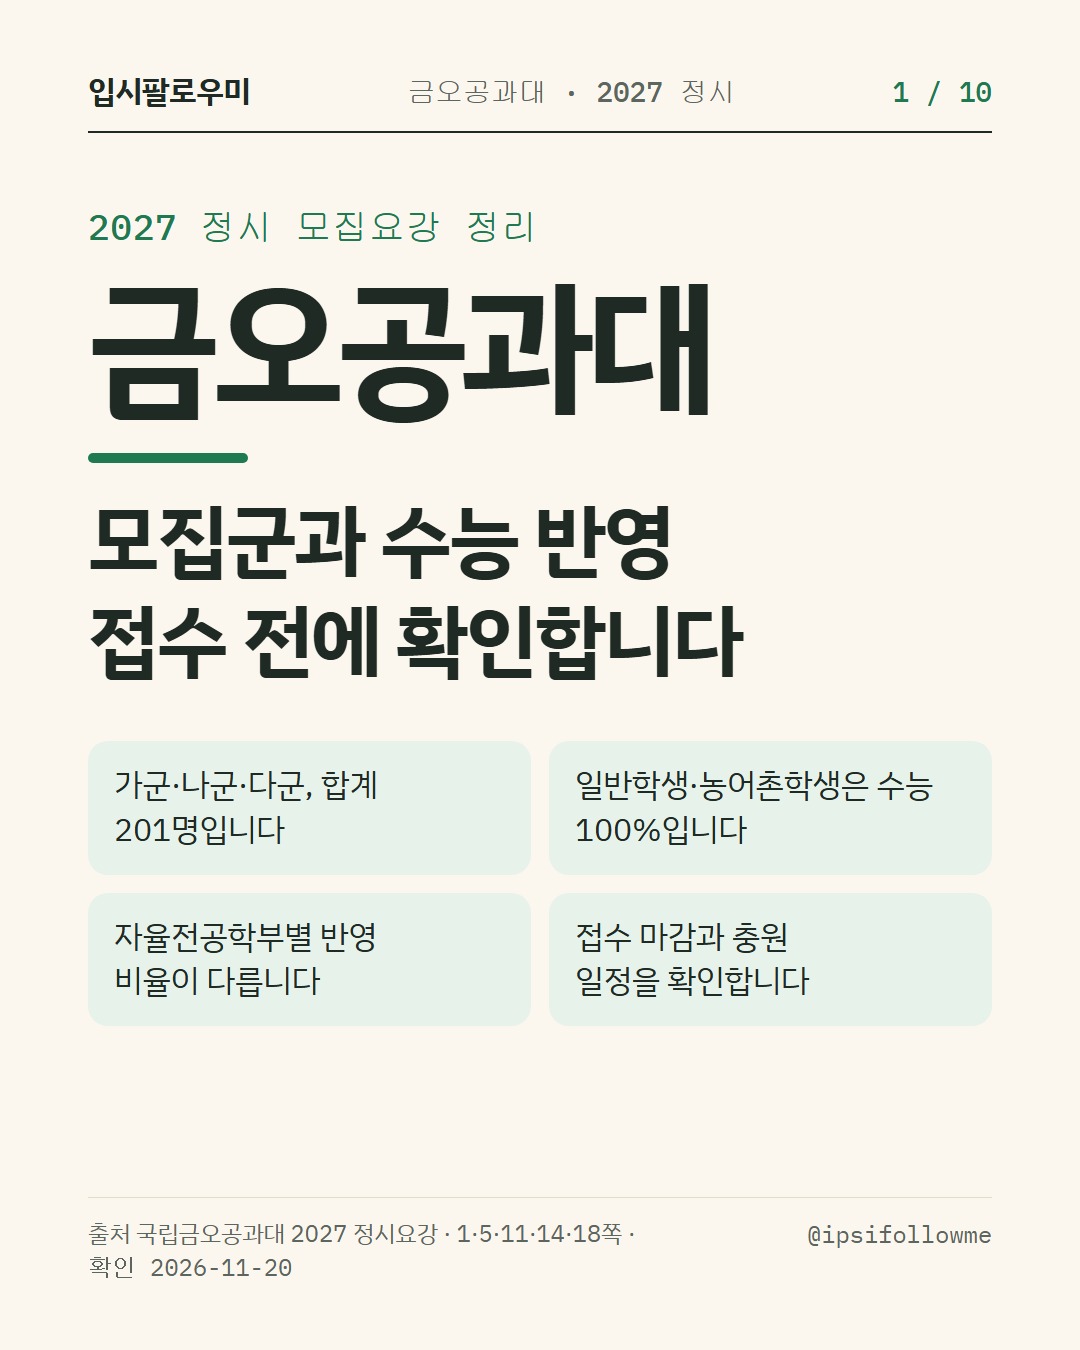 입시팔로우미
금오공과대 · 2027 정시
1 / 10
2027 정시 모집요강 정리
금오공과대
모집군과 수능 반영
접수 전에 확인합니다
가군·나군·다군, 합계
201명입니다
일반학생·농어촌학생은 수능
100%입니다
자율전공학부별 반영
비율이 다릅니다
접수 마감과 충원
일정을 확인합니다
출처 국립금오공과대 2027 정시요강 · 1·5·11·14·18쪽 ·
확인 2026-11-20
@ipsifollowme